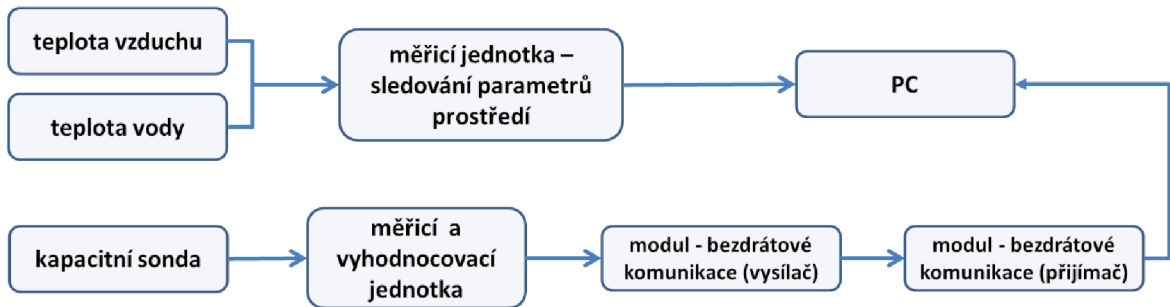 teplota vzduchu
teplota vody
měřicí jednotka –
sledování parametrů
prostředí
PC
kapacitní sonda
měřicí a
vyhodnocovací
jednotka
modul - bezdrátové
komunikace (vysílač)
modul - bezdrátové
komunikace (přijímač)